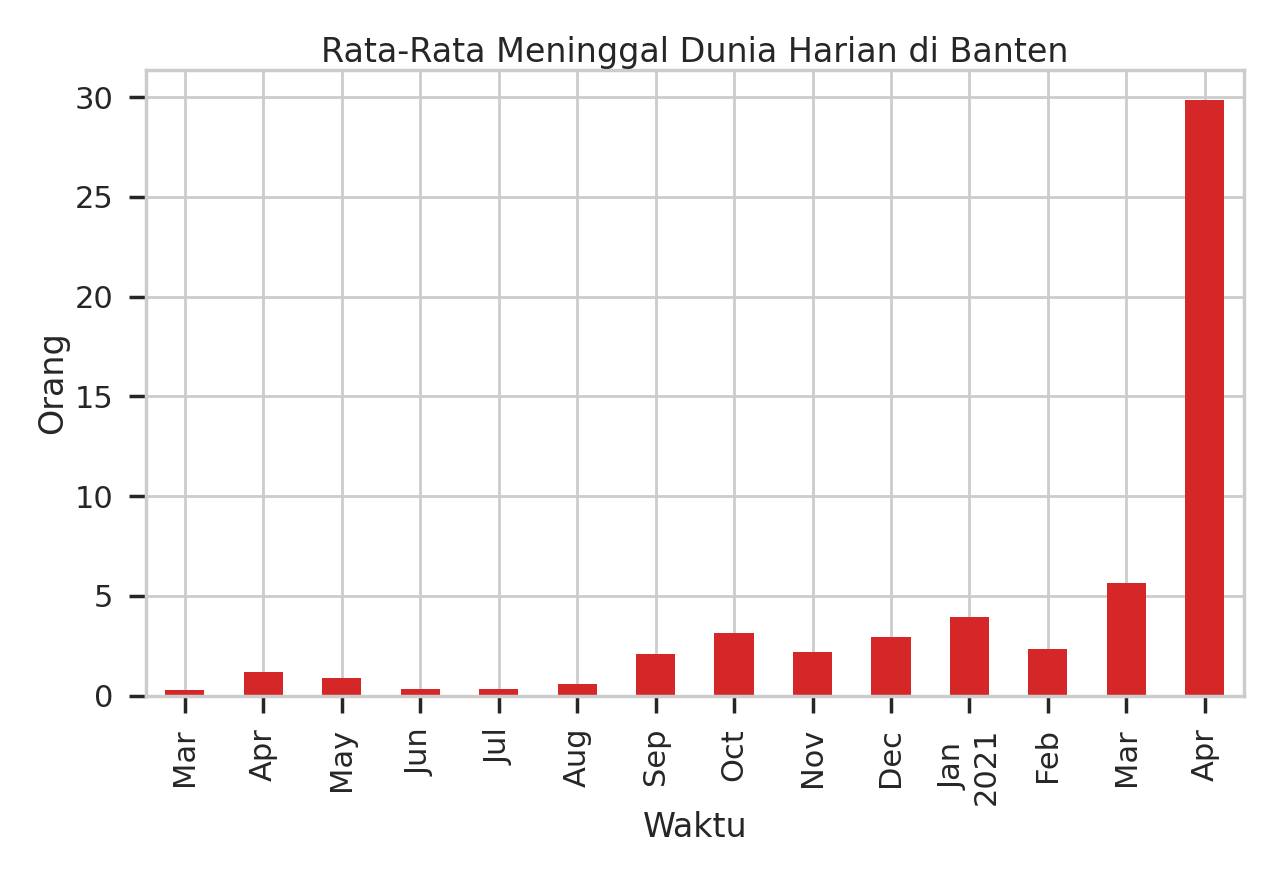 Rata-Rata Meninggal Dunia Harian di Banten
30
25
20
15
10
5
0
Orang
Mar
Apr
May
Jun
Jul
Aug
Sep
Oct
Nov
Dec
Jan
2021
Feb
Mar
Apr
Waktu